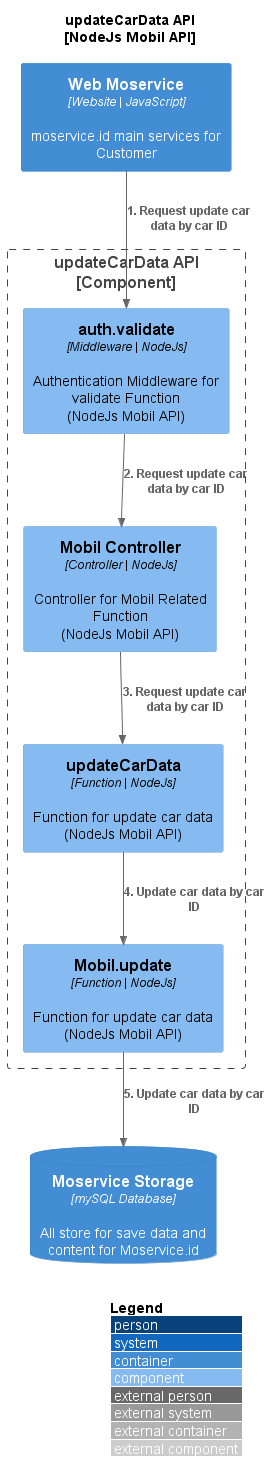 updateCarData API
[NodeJs Mobil API]
Web Moservice
[Website | JavaScript]
moservice.id main services for
Customer
1. Request update car
data by car ID
updateCarData API
[Component]
auth.validate
[Middleware | NodeJs]
Authentication Middleware for
validate Function
(NodeJs Mobil API)
2. Request update car
data by car ID
Mobil Controller
[Controller | NodeJs]
Controller for Mobil Related
Function
(NodeJs Mobil API)
3. Request update car
data by car ID
updateCarData
[Function | NodeJs]
Function for update car data
(NodeJs Mobil API)
4. Update car data by car
ID
Mobil.update
[Function | NodeJs]
Function for update car data
(NodeJs Mobil API)
5. Update car data by car
ID
Moservice Storage
[mySQL Database]
All store for save data and
content for Moservice.id
Legend
person
system
container
component
external person
external system
external container
external component